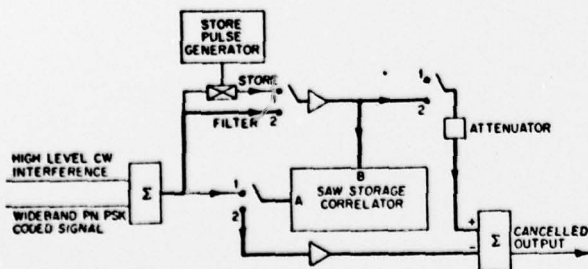 STORE
PULSE
GENERATOR
STORE
1
1
FILTER
2
2
ATTENUATOR
HIGH LEVEL CW
INTERFERENCE
Σ
WIDEBAND PN PSK
CODED SIGNAL
1
2
A
B
SAW STORAGE
CORRELATOR
+
-
Σ
CANCELLED
OUTPUT